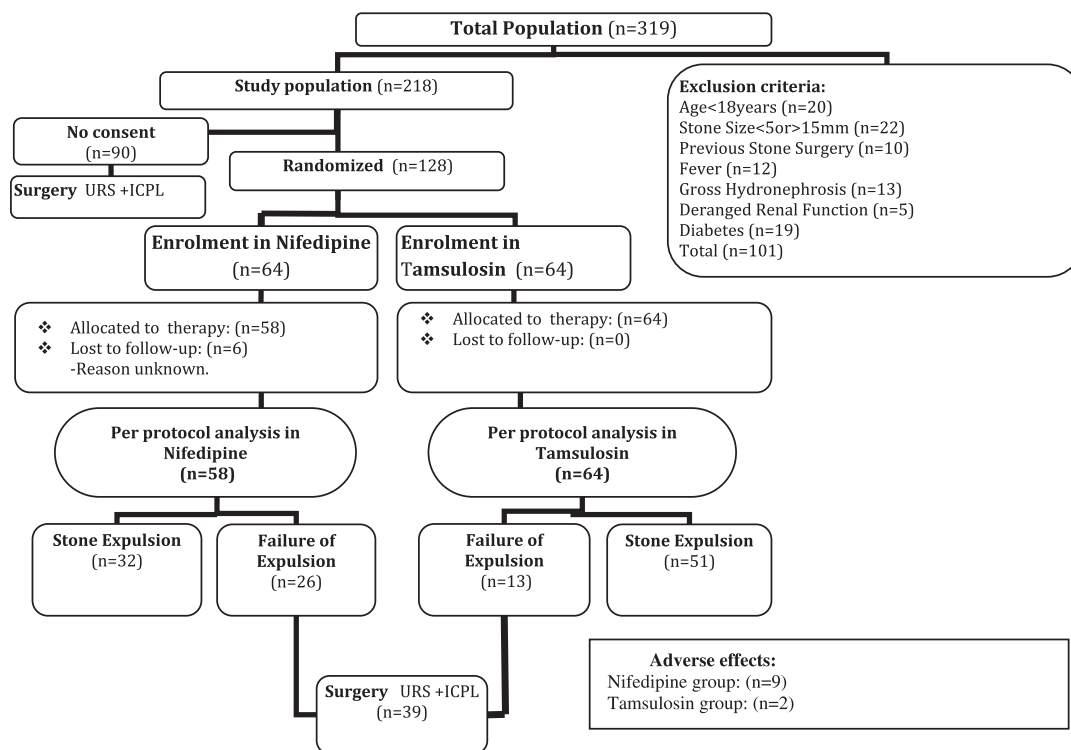 Total Population (n=319)
Study population (n=218)
Exclusion criteria:
Age<18years (n=20)
Stone Size<5or>15mm (n=22)
Previous Stone Surgery (n=10)
Fever (n=12)
Gross Hydronephrosis (n=13)
Deranged Renal Function (n=5)
Diabetes (n=19)
Total (n=101)
No consent
(n=90)
Surgery URS +ICPL
Randomized (n=128)
Enrolment in Nifedipine
(n=64)
Enrolment in
Tamsulosin (n=64)
❖ Allocated to therapy: (n=58)
❖ Lost to follow-up: (n=6)
-Reason unknown.
❖ Allocated to therapy: (n=64)
❖ Lost to follow-up: (n=0)
Per protocol analysis in
Nifedipine
(n=58)
Per protocol analysis in
Tamsulosin
(n=64)
Stone Expulsion
(n=32)
Failure of
Expulsion
(n=26)
Failure of
Expulsion
(n=13)
Stone Expulsion
(n=51)
Surgery URS +ICPL
(n=39)
Adverse effects:
Nifedipine group: (n=9)
Tamsulosin group: (n=2)